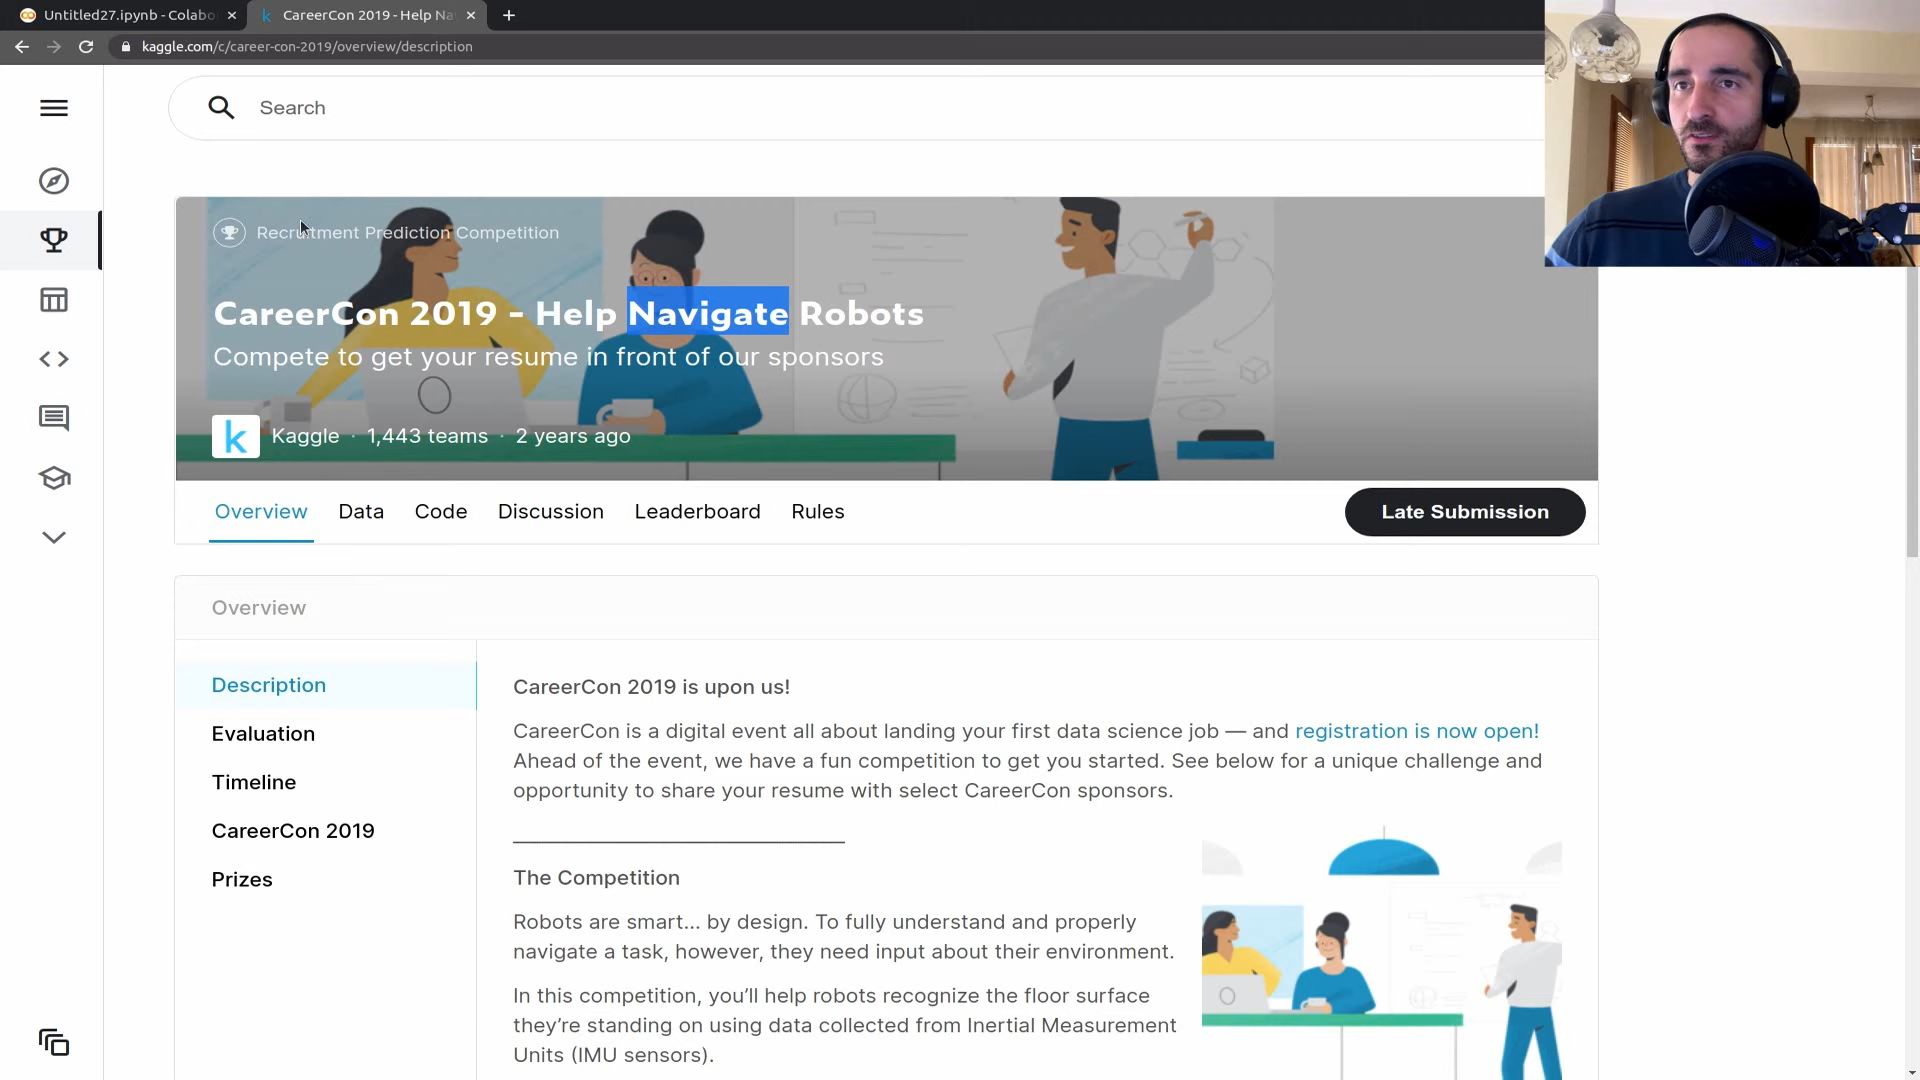 Untitled27.ipynb - Colabo
CareerCon 2019 - Help Na
kaggle.com/c/career-con-2019/overview/description
Search
Recruitment Prediction Competition
CareerCon 2019 - Help Navigate Robots
Compete to get your resume in front of our sponsors
k
Kaggle · 1,443 teams · 2 years ago
Overview Data Code Discussion Leaderboard Rules
Late Submission
Overview
Description
Evaluation
Timeline
CareerCon 2019
Prizes
CareerCon 2019 is upon us!
CareerCon is a digital event all about landing your first data science job — and registration is now open!
Ahead of the event, we have a fun competition to get you started. See below for a unique challenge and
opportunity to share your resume with select CareerCon sponsors.
The Competition
Robots are smart… by design. To fully understand and properly
navigate a task, however, they need input about their environment.
In this competition, you’ll help robots recognize the floor surface
they’re standing on using data collected from Inertial Measurement
Units (IMU sensors).